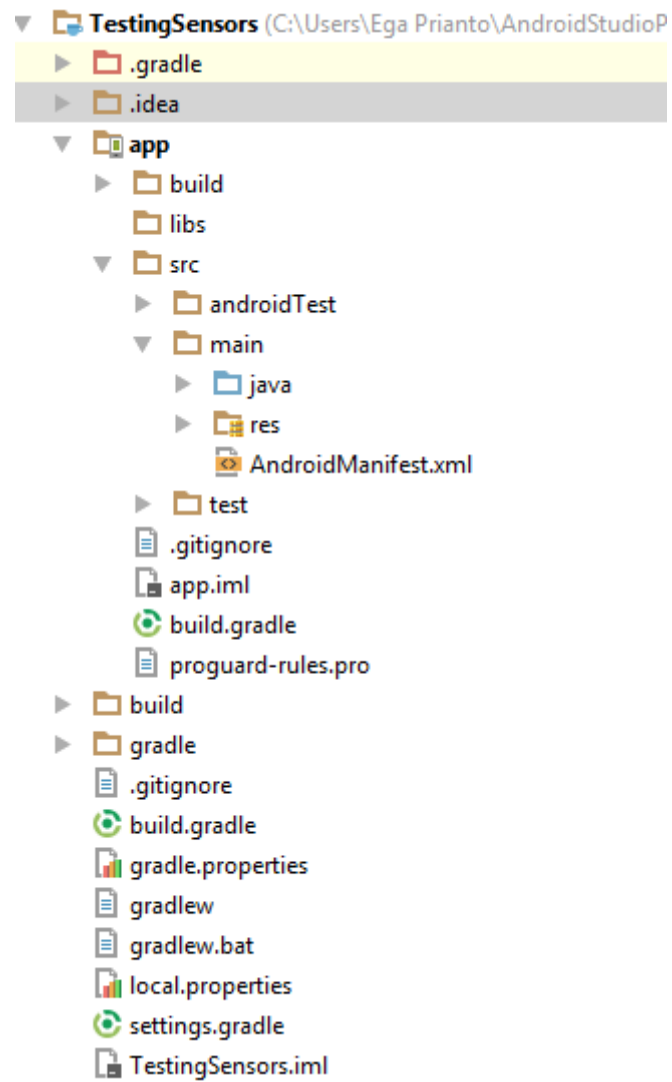 TestingSensors (C:\Users\Ega Prianto\AndroidStudioP
.gradle
.idea
app
build
libs
src
androidTest
main
java
res
AndroidManifest.xml
test
.gitignore
app.iml
build.gradle
proguard-rules.pro
build
gradle
.gitignore
build.gradle
gradle.properties
gradlew
gradlew.bat
local.properties
settings.gradle
TestingSensors.iml